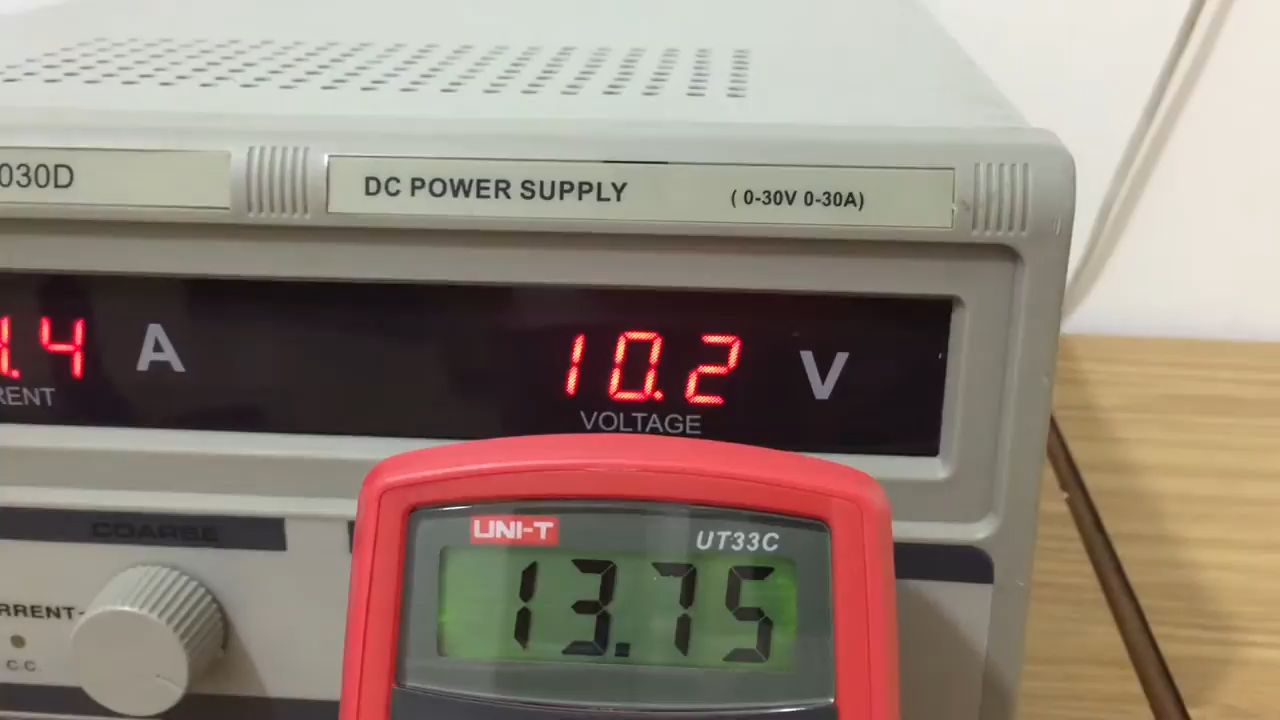 030D
DC POWER SUPPLY
( 0-30V 0-30A)
.4
A
10.2
V
RENT
VOLTAGE
UNI-T
UT33C
COARSE
13.75
RRENT
C.C